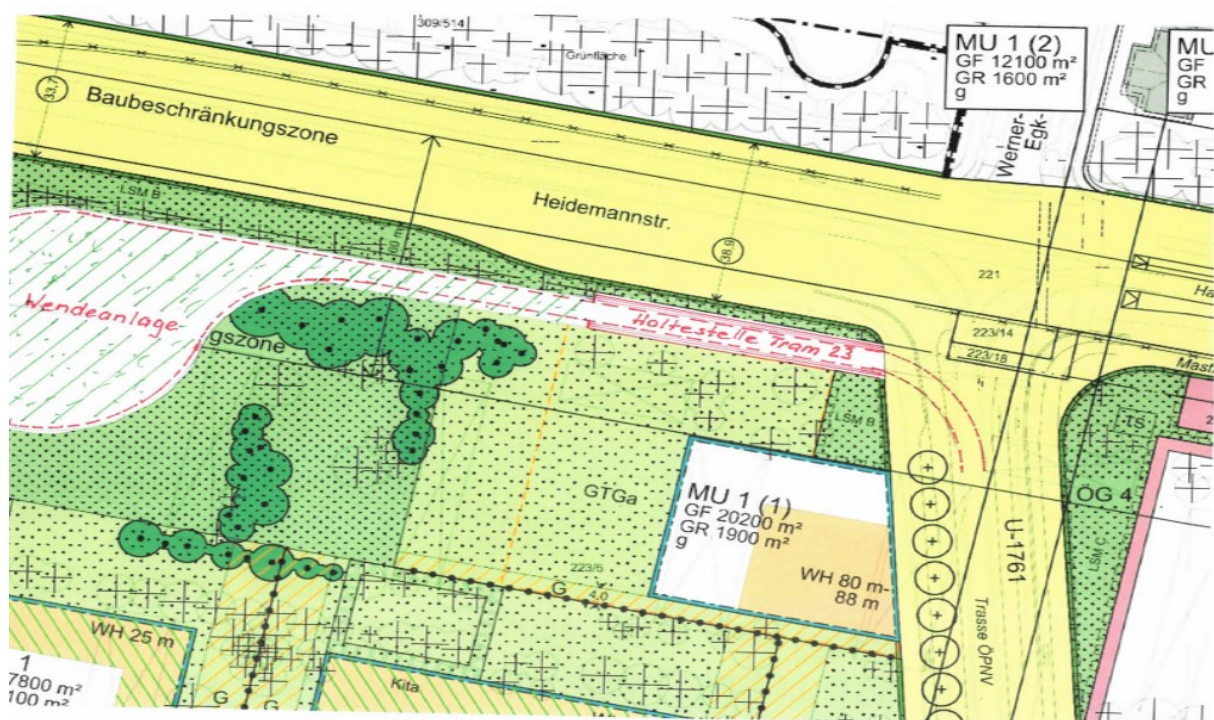 309/514
Grünfläche
MU 1 (2)
GF 12100 m²
GR 1600 m²
g
MU
GF
GR
g
33,7
Baubeschränkungszone
Werner-
Egk-
LSM B
Heidemannstr.
60 m
38,9
221
Ha
Wendeanlage
Haltestelle Tram 23
223/14
223/18
Mast
gszone
LSM B
ÖG 4
GTGa
MU 1 (1)
GF 20200 m²
GR 1900 m²
g
WH 80 m-
88 m
U-1761
Trasse ÖPNV
LSM C
223/5
G
4,0
WH 25 m
1
7800 m²
100 m²
G
G
Kita